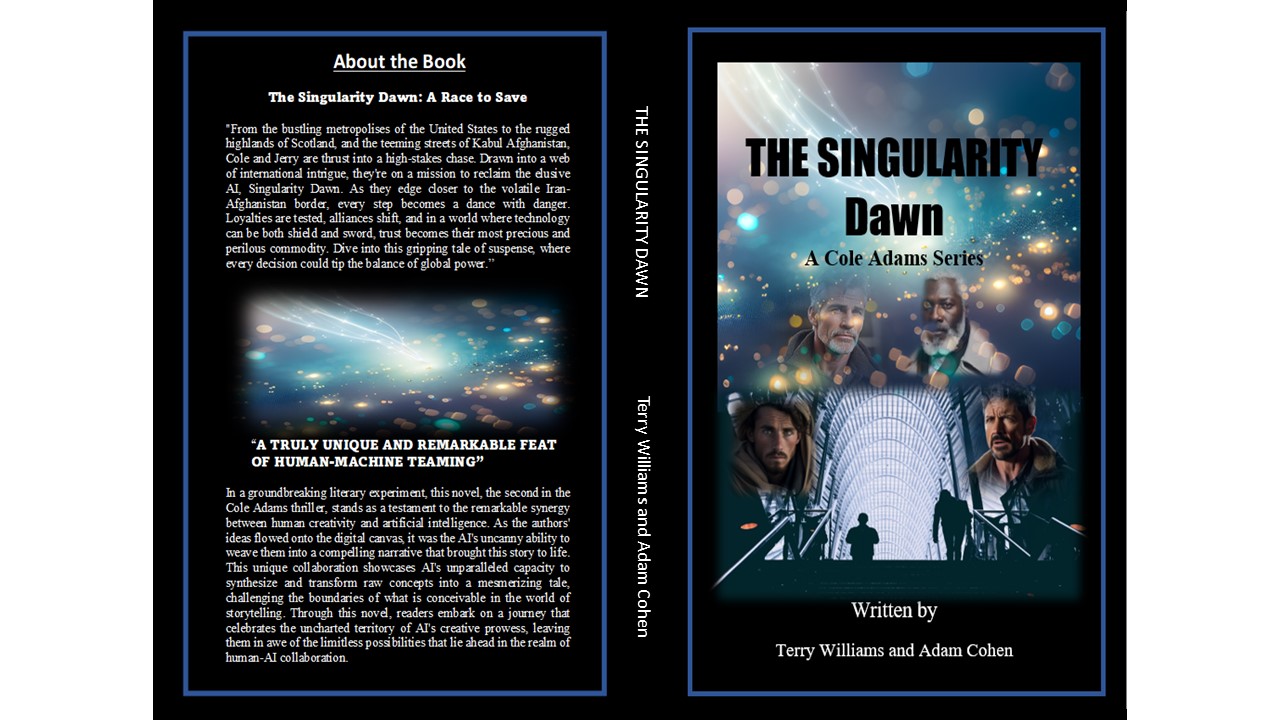 About the Book
The Singularity Dawn: A Race to Save
"From the bustling metropolises of the United States to the rugged
highlands of Scotland, and the teeming streets of Kabul Afghanistan,
Cole and Jerry are thrust into a high-stakes chase. Drawn into a web
of international intrigue, they're on a mission to reclaim the elusive
AI, Singularity Dawn. As they edge closer to the volatile Iran-
Afghanistan border, every step becomes a dance with danger.
Loyalties are tested, alliances shift, and in a world where technology
can be both shield and sword, trust becomes their most precious and
perilous commodity. Dive into this gripping tale of suspense, where
every decision could tip the balance of global power.”
“A TRULY UNIQUE AND REMARKABLE FEAT
OF HUMAN-MACHINE TEAMING”
In a groundbreaking literary experiment, this novel, the second in the
Cole Adams thriller, stands as a testament to the remarkable synergy
between human creativity and artificial intelligence. As the authors'
ideas flowed onto the digital canvas, it was the AI's uncanny ability to
weave them into a compelling narrative that brought this story to life.
This unique collaboration showcases AI's unparalleled capacity to
synthesize and transform raw concepts into a mesmerizing tale,
challenging the boundaries of what is conceivable in the world of
storytelling. Through this novel, readers embark on a journey that
celebrates the uncharted territory of AI's creative prowess, leaving
them in awe of the limitless possibilities that lie ahead in the realm of
human-AI collaboration.
THE SINGULARITY DAWN
Terry Williams and Adam Cohen
THE SINGULARITY
Dawn
A Cole Adams Series
Written by
Terry Williams and Adam Cohen